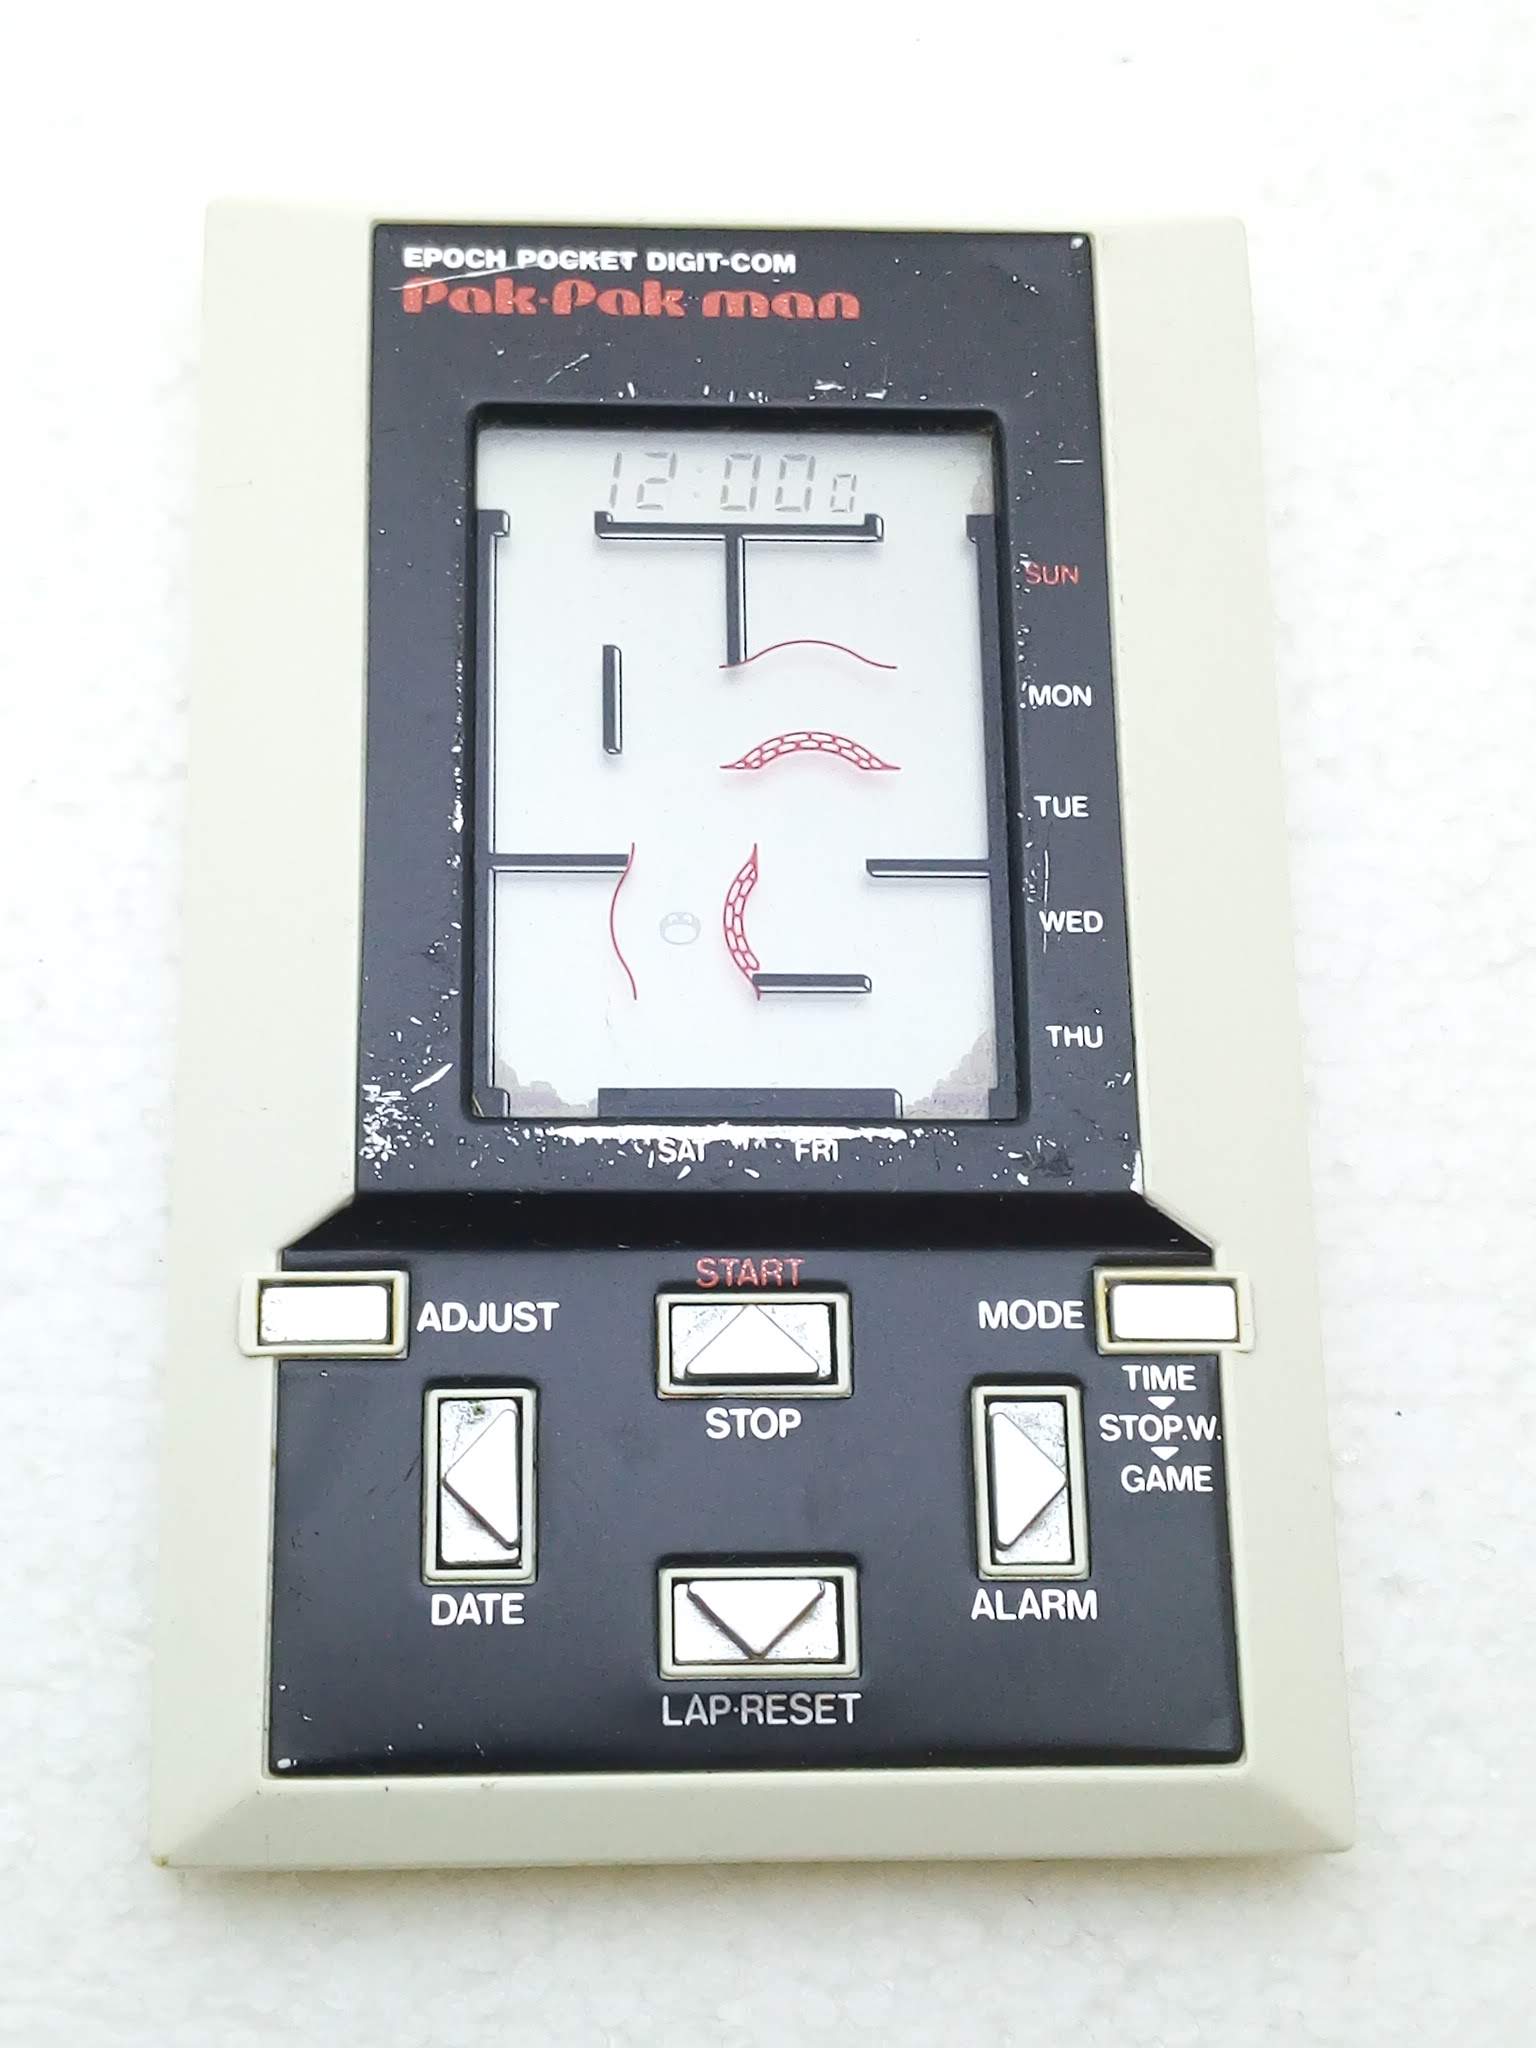 EPOCH POCKET DIGIT-COM
Pak-Pak man
12:00 0
SUN
MON
TUE
WED
THU
SAT FRI
START
ADJUST
MODE
TIME
STOP
STOP.W.
GAME
DATE
ALARM
LAP·RESET